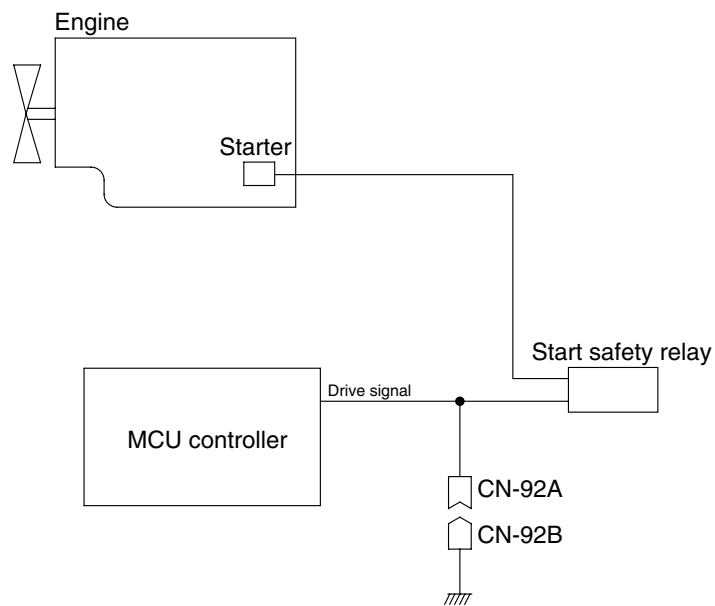 Engine
Starter
Start safety relay
Drive signal
MCU controller
CN-92A
CN-92B